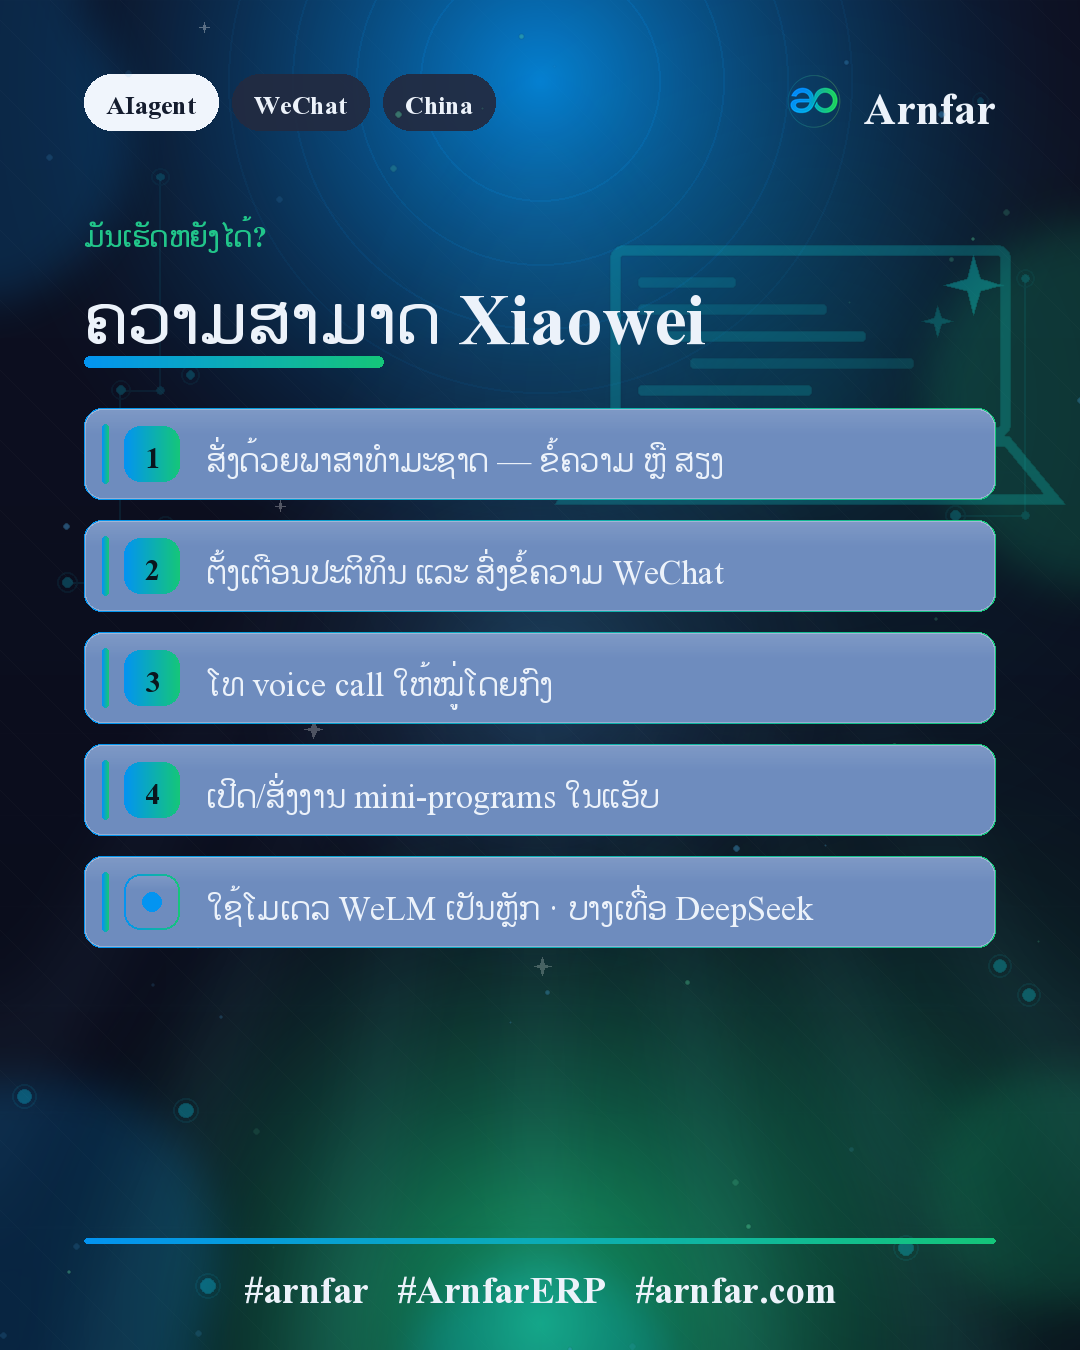 AIagent WeChat China
Arnfar
ມັນເຮັດຫຍັງໄດ້?
ຄວາມສາມາດ Xiaowei
1 ສັ່ງດ້ວຍພາສາທຳມະຊາດ — ຂໍ້ຄວາມ ຫຼື ສຽງ
2 ຕັ້ງເຕືອນປະຕິທິນ ແລະ ສົ່ງຂໍ້ຄວາມ WeChat
3 ໂທ voice call ໃຫ້ໝູ່ໂດຍກົງ
4 ເປີດ/ສັ່ງງານ mini-programs ໃນແອັບ
ໃຊ້ໂມເດລ WeLM ເປັນຫຼັກ · ບາງເທື່ອ DeepSeek
#arnfar #ArnfarERP #arnfar.com